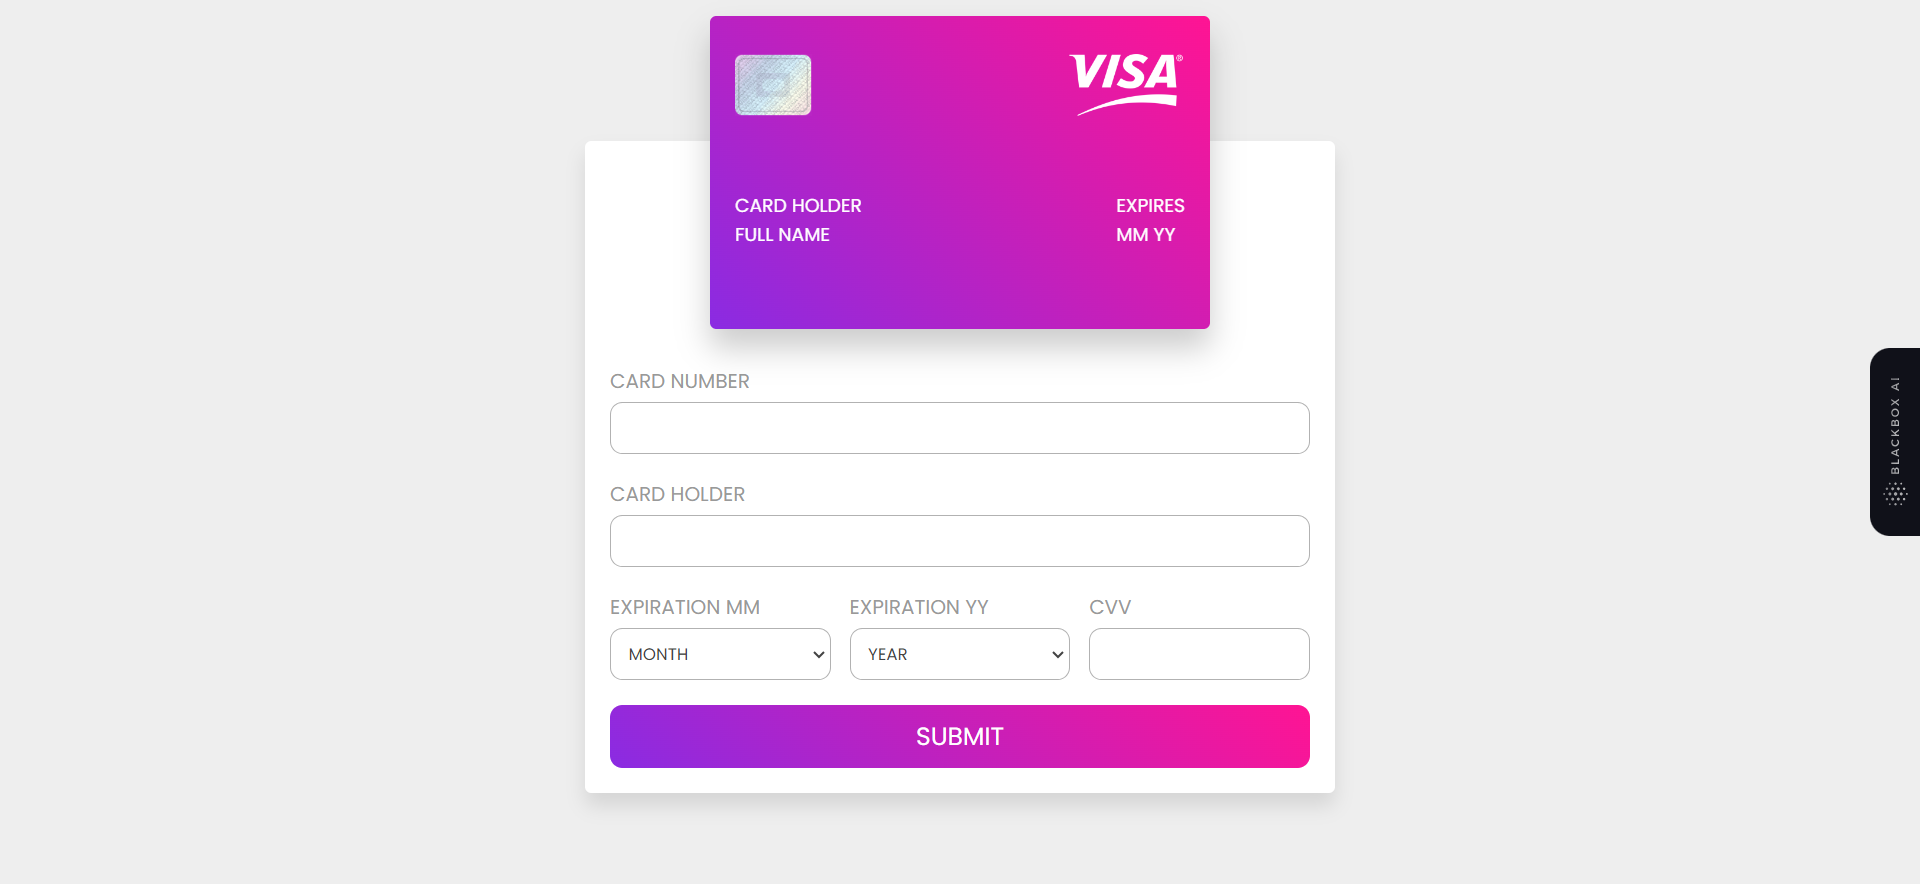 VISA®
CARD HOLDER
FULL NAME
EXPIRES
MM YY
CARD NUMBER
CARD HOLDER
EXPIRATION MM
EXPIRATION YY
CVV
MONTH
YEAR
SUBMIT
BLACKBOX AI